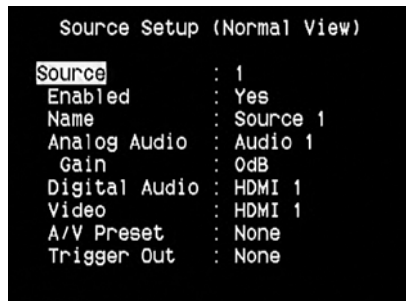 Source Setup (Normal View)
Source : 1
Enabled : Yes
Name : Source 1
Analog Audio : Audio 1
Gain : 0dB
Digital Audio : HDMI 1
Video : HDMI 1
A/V Preset : None
Trigger Out : None